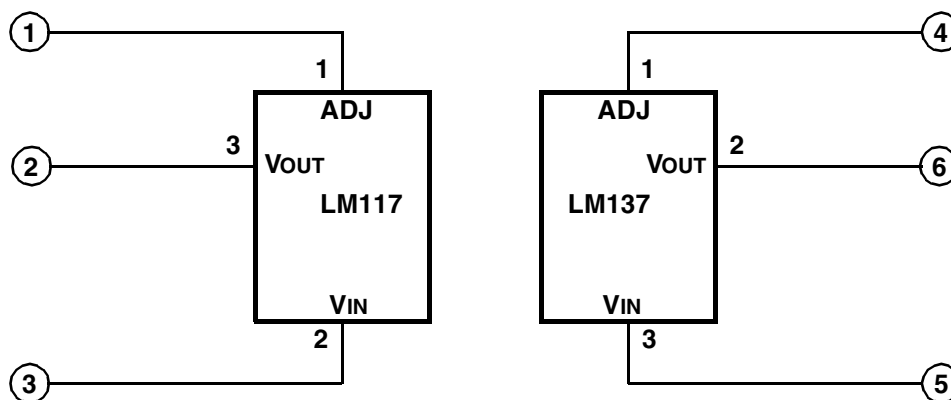 1 4
1 1
ADJ ADJ
3 2
2 VOUT VOUT 6
LM117 LM137
VIN VIN
2 3
3 5